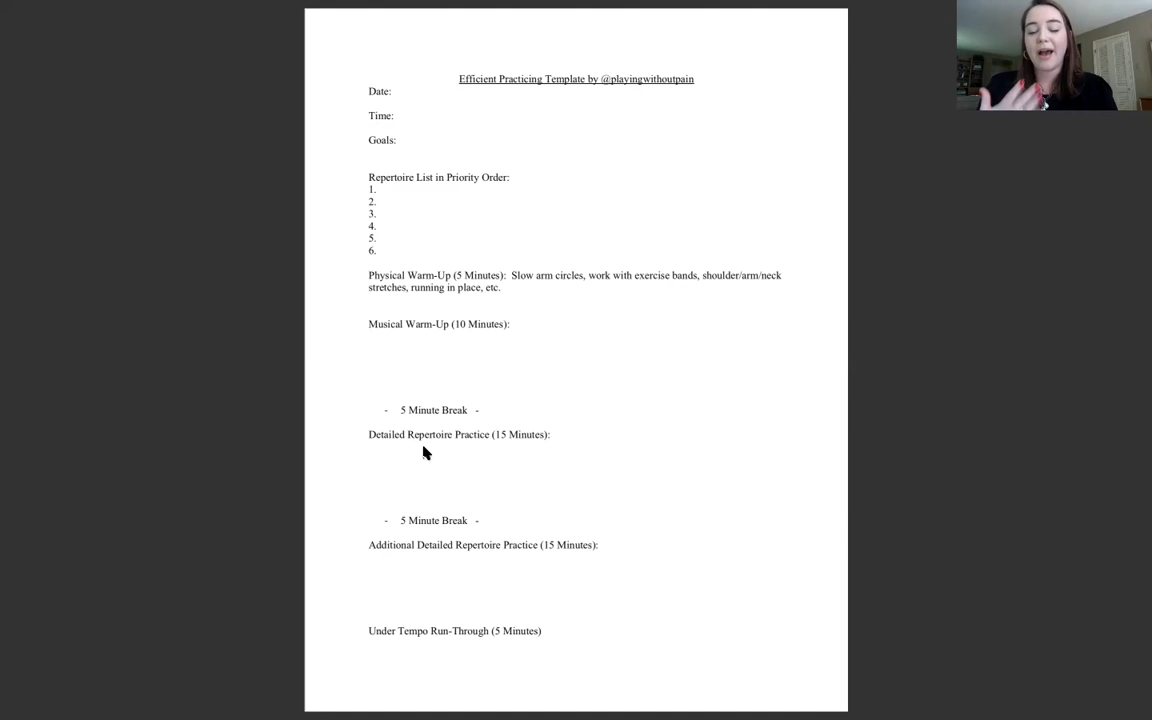 Efficient Practicing Template by @playingwithoutpain
Date:
Time:
Goals:
Repertoire List in Priority Order:
1.
2.
3.
4.
5.
6.
Physical Warm-Up (5 Minutes):  Slow arm circles, work with exercise bands, shoulder/arm/neck
stretches, running in place, etc.
Musical Warm-Up (10 Minutes):
-    5 Minute Break   -
Detailed Repertoire Practice (15 Minutes):
-    5 Minute Break   -
Additional Detailed Repertoire Practice (15 Minutes):
Under Tempo Run-Through (5 Minutes)